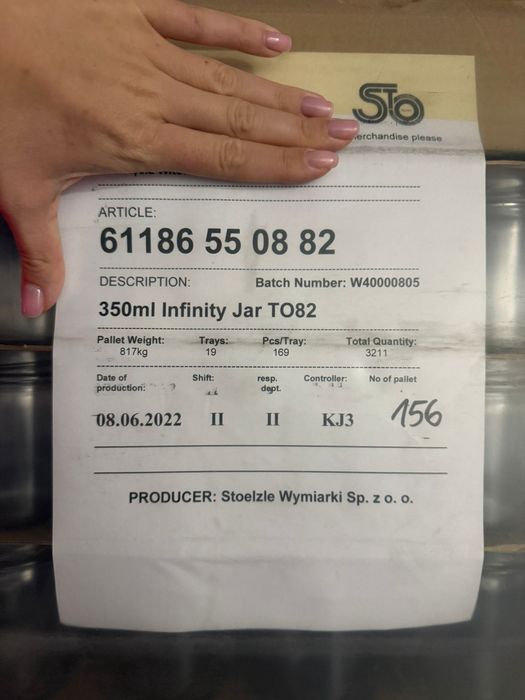 STO
erchandise please
ARTICLE:
61186 55 08 82
DESCRIPTION: Batch Number: W40000805
350ml Infinity Jar TO82
Pallet Weight: Trays: Pcs/Tray: Total Quantity:
817kg 19 169 3211
Date of production: Shift: resp. dept. Controller: No of pallet
08.06.2022 II II KJ3 156
PRODUCER: Stoelzle Wymiarki Sp. z o. o.